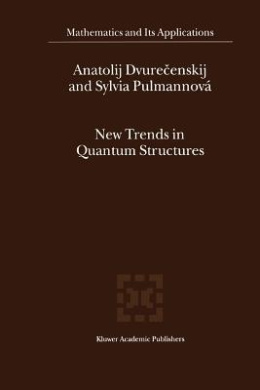 Mathematics and Its Applications
Anatolij Dvurečenskij
and Sylvia Pulmannová
New Trends in
Quantum Structures
Kluwer Academic Publishers